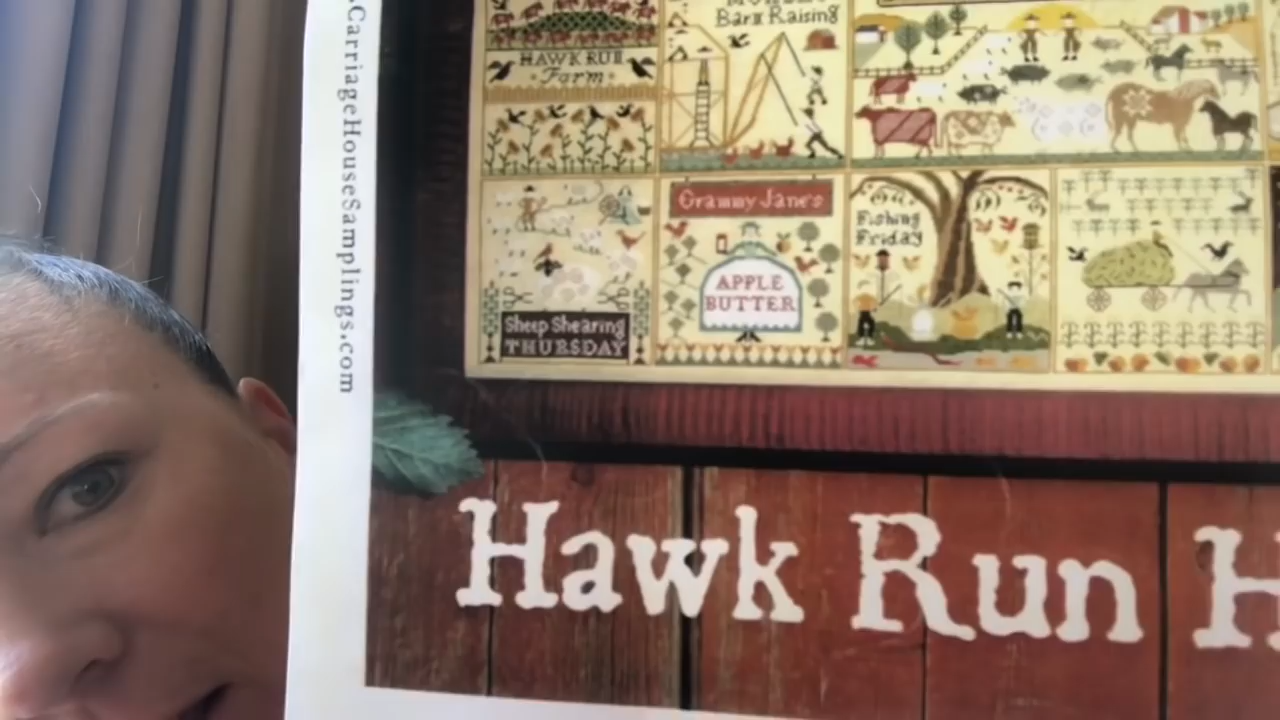 CarriageHouseSamplings.com
Barn Raising
HAWK RUN
Farm
Grammy Jane's
APPLE
BUTTER
Fishing
Friday
Sheep Shearing
THURSDAY
Hawk Run H